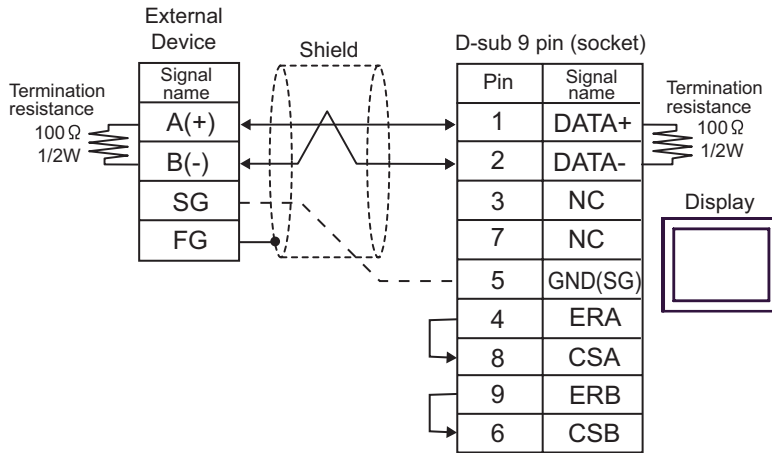 External
Device
Shield
D-sub 9 pin (socket)
Termination
resistance
100 Ω
1/2W
Signal
name
A(+)
B(-)
SG
FG
Pin
Signal
name
1 DATA+
2 DATA-
3 NC
7 NC
5 GND(SG)
4 ERA
8 CSA
9 ERB
6 CSB
Termination
resistance
100 Ω
1/2W
Display